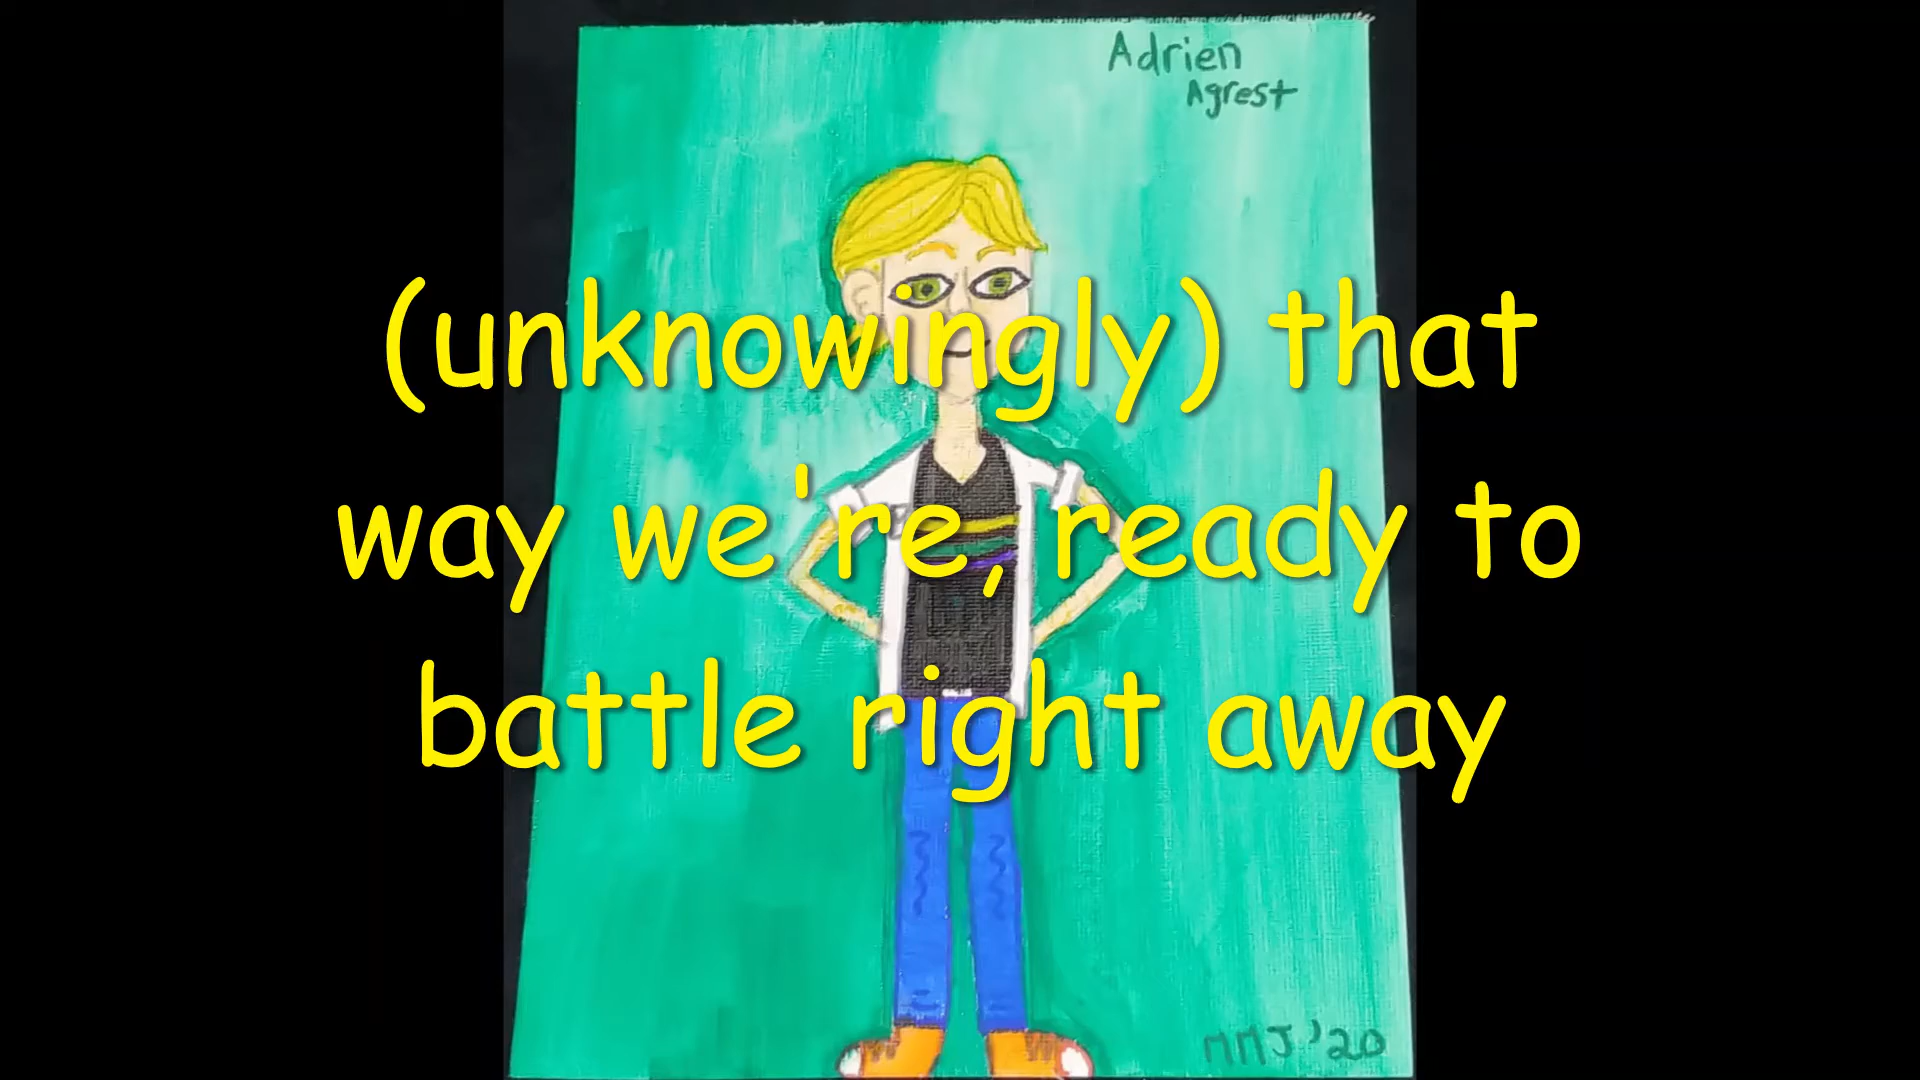 Adrien
Agrest
(unknowingly) that
way we're, ready to
battle right away
MMJ '20